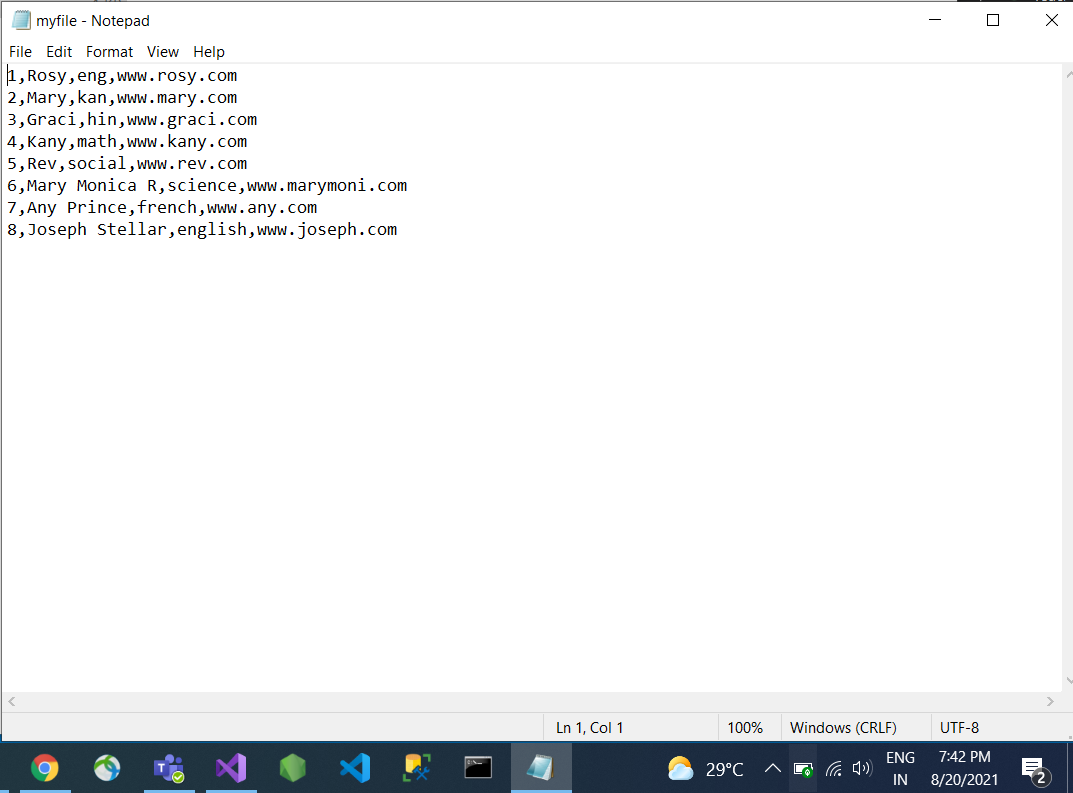 myfile - Notepad
File Edit Format View Help
1,Rosy,eng,www.rosy.com
2,Mary,kan,www.mary.com
3,Graci,hin,www.graci.com
4,Kany,math,www.kany.com
5,Rev,social,www.rev.com
6,Mary Monica R,science,www.marymoni.com
7,Any Prince,french,www.any.com
8,Joseph Stellar,english,www.joseph.com
Ln 1, Col 1 100% Windows (CRLF) UTF-8
29°C ENG 7:42 PM
IN 8/20/2021 2